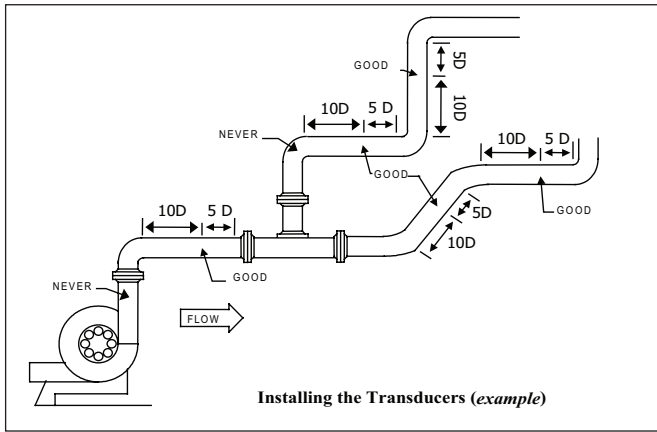 GOOD
5D
10D
10D
5 D
NEVER
10D
5 D
GOOD
5D
GOOD
10D
5 D
10D
GOOD
NEVER
FLOW
Installing the Transducers (example)